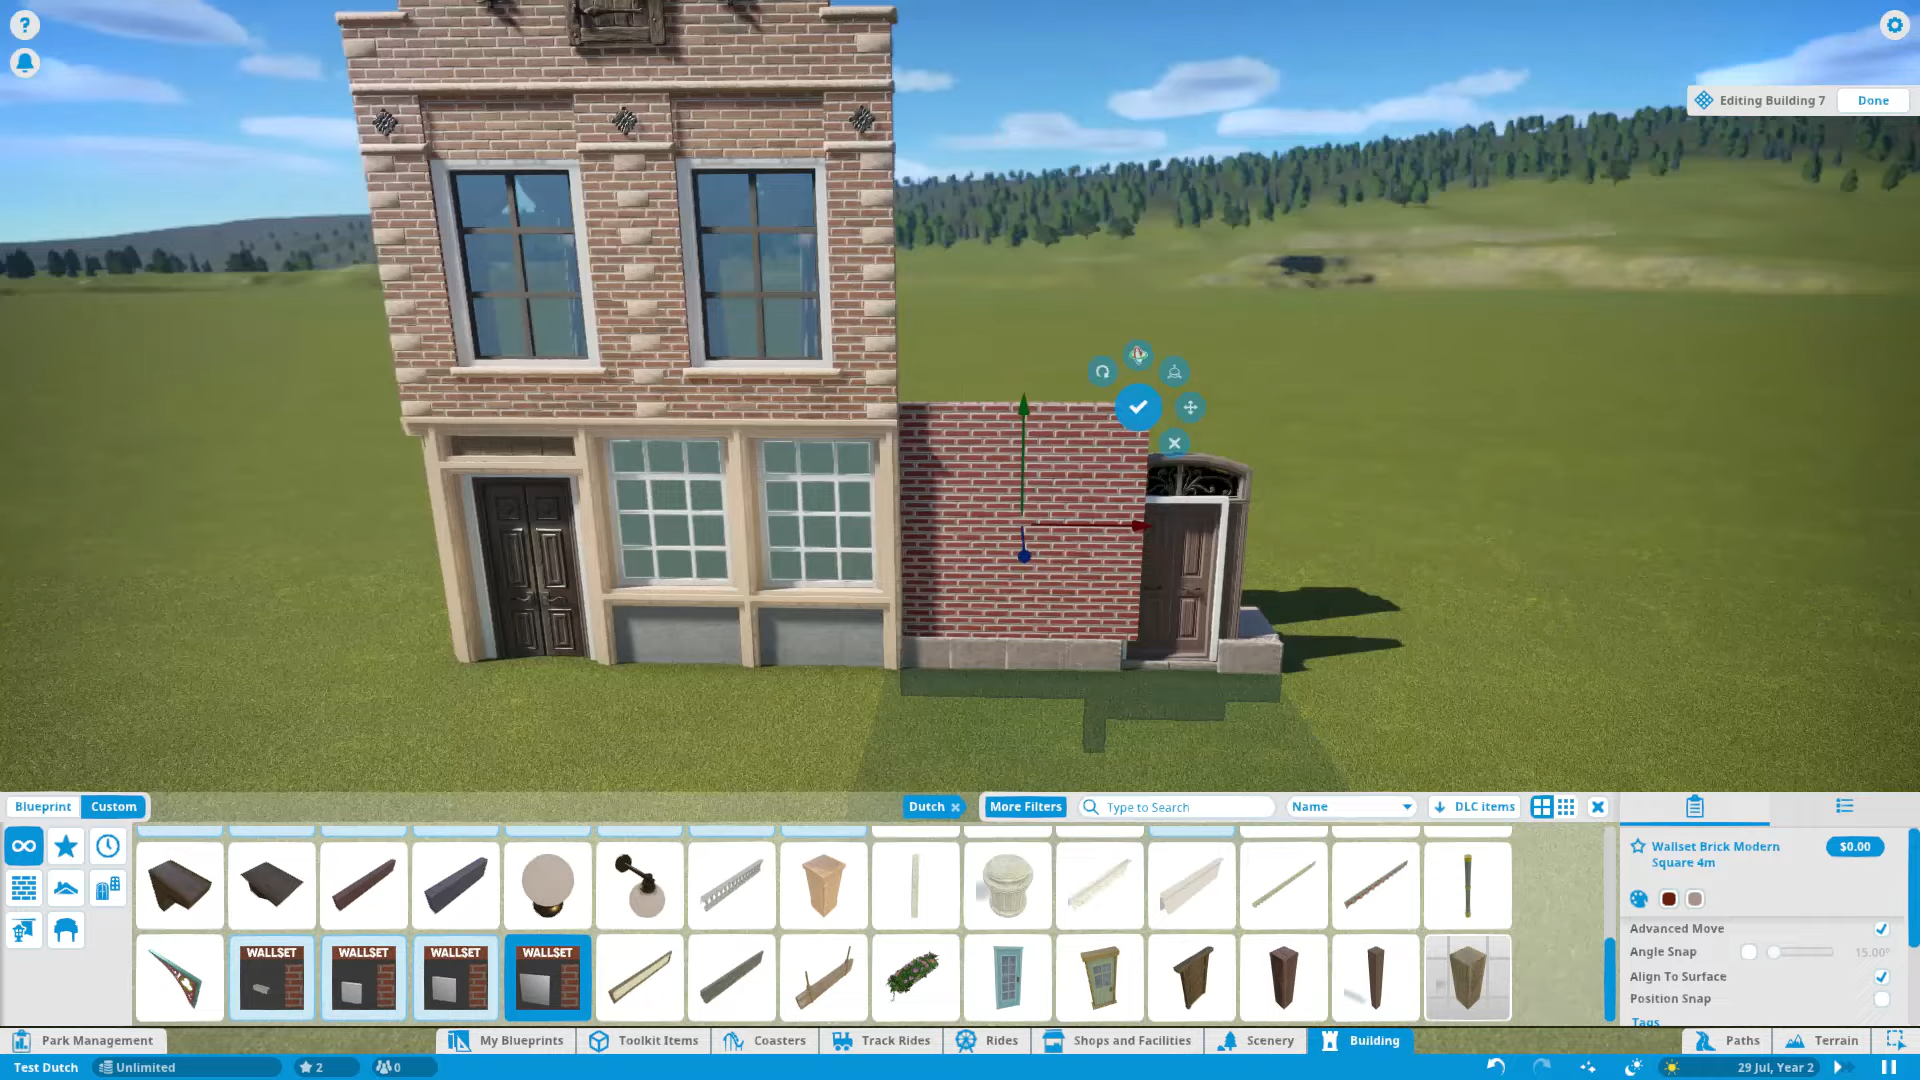 ?
Editing Building 7
Done
Blueprint
Custom
Dutch
More Filters
Type to Search
Name
DLC items
Wallset Brick Modern
Square 4m
$0.00
Advanced Move
Angle Snap
15.00°
Align To Surface
Position Snap
Tags
WALLSET
WALLSET
WALLSET
WALLSET
Park Management
My Blueprints
Toolkit Items
Coasters
Track Rides
Rides
Shops and Facilities
Scenery
Building
Paths
Terrain
Test Dutch
Unlimited
2
0
29 Jul, Year 2